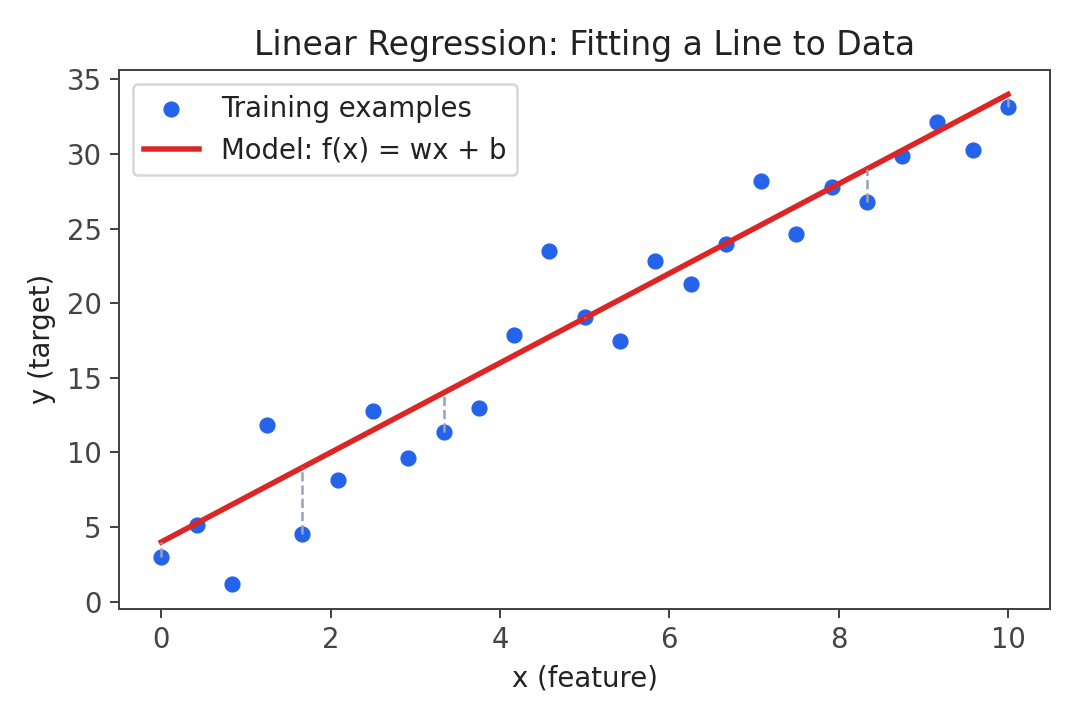 Linear Regression: Fitting a Line to Data
Training examples
Model: f(x) = wx + b
y (target)
35
30
25
20
15
10
5
0
0 2 4 6 8 10
x (feature)